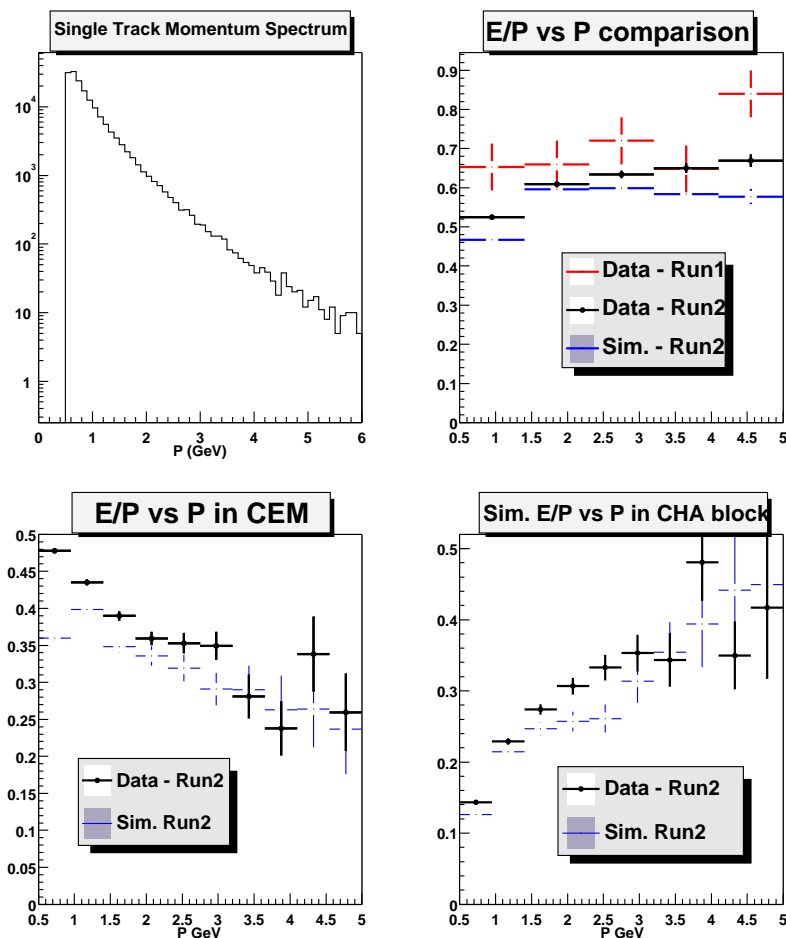 Single Track Momentum Spectrum
10^4
10^3
10^2
10
1
0 1 2 3 4 5 6
P (GeV)
E/P vs P comparison
0.9
0.8
0.7
0.6
0.5
0.4
0.3
0.2
0.1
0
Data - Run1
Data - Run2
Sim. - Run2
0.5 1 1.5 2 2.5 3 3.5 4 4.5 5
E/P vs P in CEM
0.5
0.45
0.4
0.35
0.3
0.25
0.2
0.15
0.1
0.05
0
Data - Run2
Sim. Run2
0.5 1 1.5 2 2.5 3 3.5 4 4.5 5
P GeV
Sim. E/P vs P in CHA block
0.5
0.4
0.3
0.2
0.1
0
Data - Run2
Sim. Run2
0.5 1 1.5 2 2.5 3 3.5 4 4.5 5
P GeV